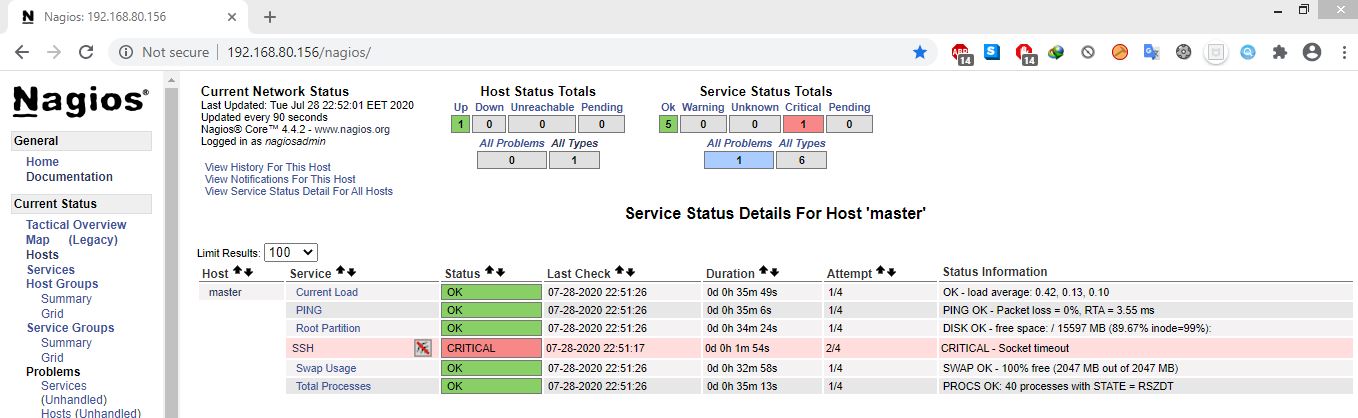 Nagios: 192.168.80.156
Not secure | 192.168.80.156/nagios/
ABP 14 S 14
Nagios®
General
Home
Documentation
Current Status
Tactical Overview
Map (Legacy)
Hosts
Services
Host Groups
Summary
Grid
Service Groups
Summary
Grid
Problems
Services
(Unhandled)
Hosts (Unhandled)
Current Network Status
Last Updated: Tue Jul 28 22:52:01 EET 2020
Updated every 90 seconds
Nagios® Core™ 4.4.2 - www.nagios.org
Logged in as nagiosadmin
View History For This Host
View Notifications For This Host
View Service Status Detail For All Hosts
Host Status Totals
Up Down Unreachable Pending
1 0 0 0
All Problems All Types
0 1
Service Status Totals
Ok Warning Unknown Critical Pending
5 0 0 1 0
All Problems All Types
1 6
Service Status Details For Host 'master'
Limit Results: 100
Host Service Status Last Check Duration Attempt Status Information
master Current Load OK 07-28-2020 22:51:26 0d 0h 35m 49s 1/4 OK - load average: 0.42, 0.13, 0.10
PING OK 07-28-2020 22:51:26 0d 0h 35m 6s 1/4 PING OK - Packet loss = 0%, RTA = 3.55 ms
Root Partition OK 07-28-2020 22:51:26 0d 0h 34m 24s 1/4 DISK OK - free space: / 15597 MB (89.67% inode=99%):
SSH CRITICAL 07-28-2020 22:51:17 0d 0h 1m 54s 2/4 CRITICAL - Socket timeout
Swap Usage OK 07-28-2020 22:51:26 0d 0h 32m 58s 1/4 SWAP OK - 100% free (2047 MB out of 2047 MB)
Total Processes OK 07-28-2020 22:51:26 0d 0h 35m 13s 1/4 PROCS OK: 40 processes with STATE = RSZDT